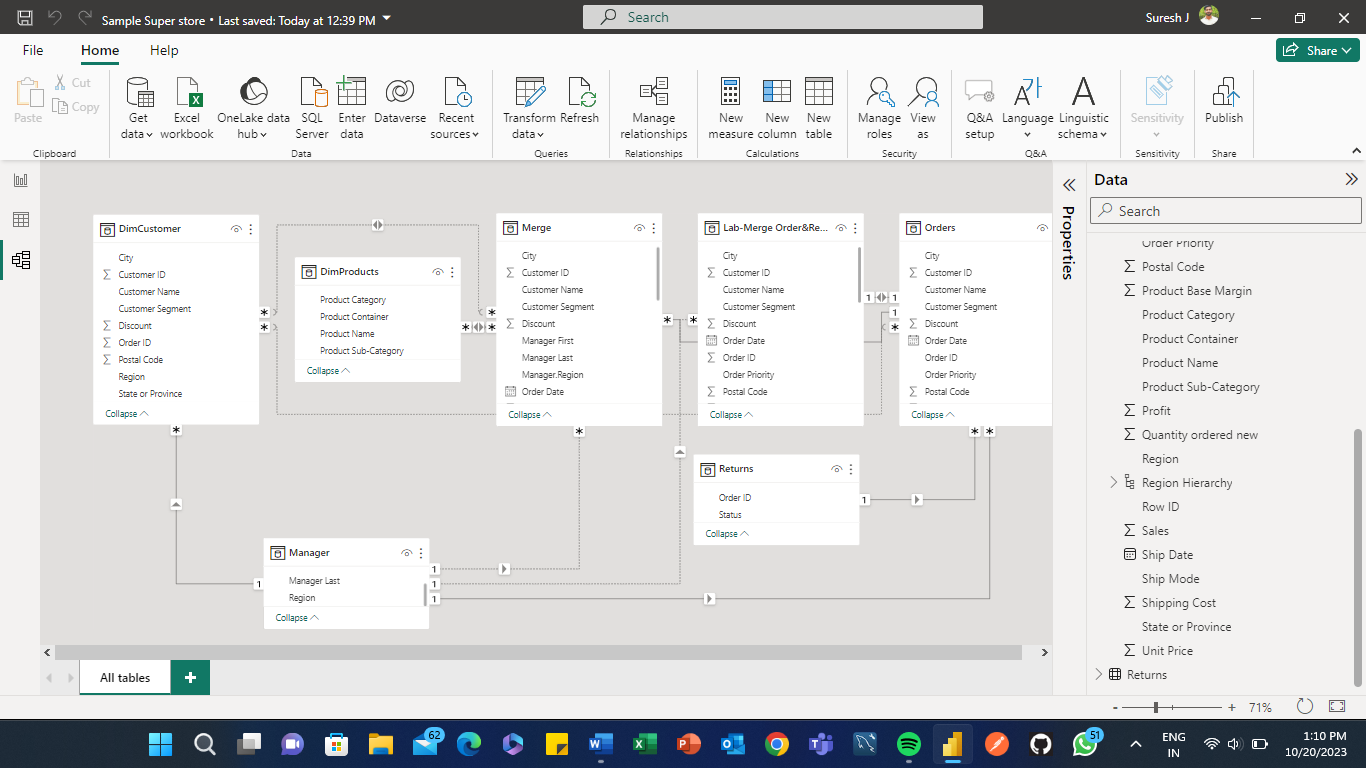 Sample Super store • Last saved: Today at 12:39 PM
Search
Suresh J
File
Home
Help
Share
Paste
Cut
Copy
Get data
Excel workbook
OneLake data hub
SQL Server
Enter data
Dataverse
Recent sources
Transform data
Refresh
Manage relationships
New measure
New column
New table
Manage roles
View as
Q&A setup
Language
Linguistic schema
Sensitivity
Publish
Clipboard
Data
Queries
Relationships
Calculations
Security
Q&A
Sensitivity
Share
DimCustomer
City
Customer ID
Customer Name
Customer Segment
Discount
Order ID
Postal Code
Region
State or Province
Collapse
DimProducts
Product Category
Product Container
Product Name
Product Sub-Category
Collapse
Merge
City
Customer ID
Customer Name
Customer Segment
Discount
Manager First
Manager Last
Manager.Region
Order Date
Collapse
Lab-Merge Order&Re...
City
Customer ID
Customer Name
Customer Segment
Discount
Order Date
Order ID
Order Priority
Postal Code
Collapse
Orders
City
Customer ID
Customer Name
Customer Segment
Discount
Order Date
Order ID
Order Priority
Postal Code
Collapse
Returns
Order ID
Status
Collapse
Manager
Manager Last
Region
Collapse
1
1
1
1
1
1
1
1
Properties
Data
Search
Order Priority
Postal Code
Product Base Margin
Product Category
Product Container
Product Name
Product Sub-Category
Profit
Quantity ordered new
Region
Region Hierarchy
Row ID
Sales
Ship Date
Ship Mode
Shipping Cost
State or Province
Unit Price
Returns
All tables
+
- + 71%
62
51
ENG
IN
1:10 PM
10/20/2023